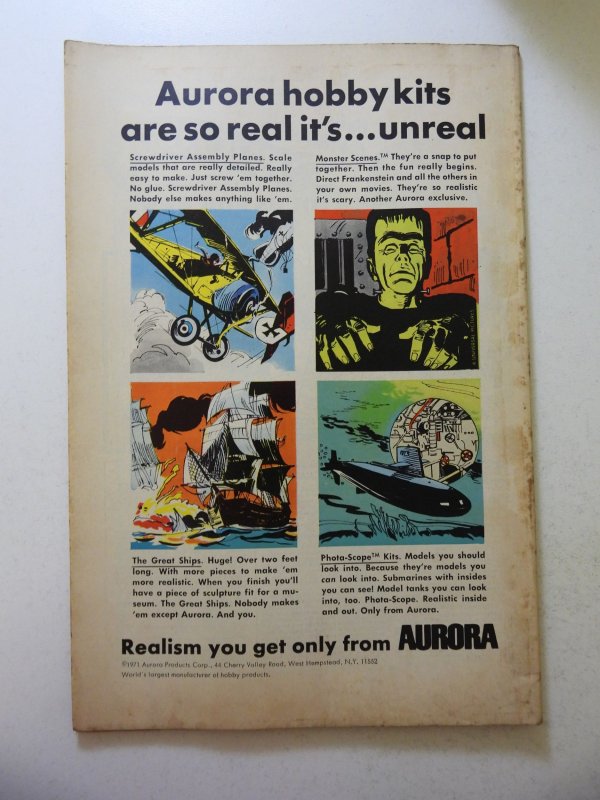 Aurora hobby kits
are so real it's...unreal
Screwdriver Assembly Planes. Scale
models that are really detailed. Really
easy to make. Just screw 'em together.
No glue. Screwdriver Assembly Planes.
Nobody else makes anything like 'em.
Monster Scenes.™ They're a snap to put
together. Then the fun really begins.
Direct Frankenstein and all the others in
your own movies. They're so realistic
it's scary. Another Aurora exclusive.
© UNIVERSAL PICTURES
The Great Ships. Huge! Over two feet
long. With more pieces to make 'em
more realistic. When you finish you'll
have a piece of sculpture fit for a mu-
seum. The Great Ships. Nobody makes
'em except Aurora. And you.
Phota-Scope™ Kits. Models you should
look into. Because they're models you
can look into. Submarines with insides
you can see! Model tanks you can look
into, too. Phota-Scope. Realistic inside
and out. Only from Aurora.
Realism you get only from AURORA
©1971 Aurora Products Corp., 44 Cherry Valley Road, West Hempstead, N.Y. 11552
World's largest manufacturer of hobby products.